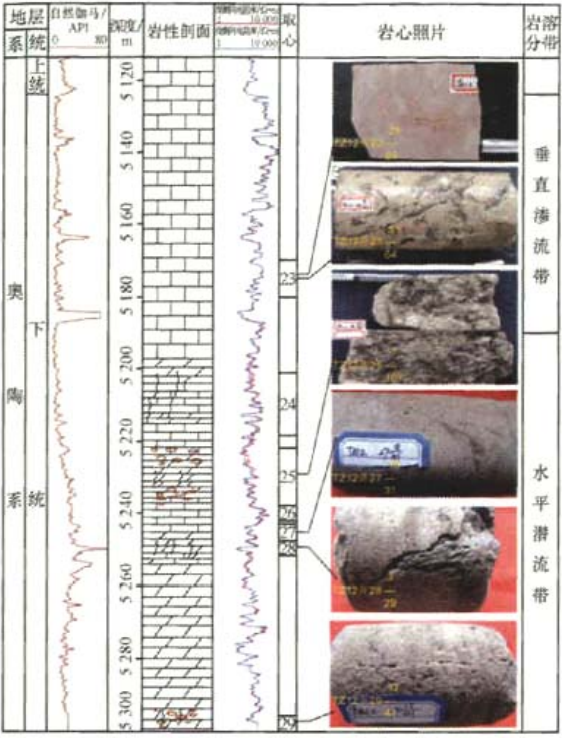 地层
系
统
自然伽马/
API
0 80
深度/
m
岩性剖面
1 10 000
1 10 000
取
心
岩心照片
岩溶
分带
上
统
奥
陶
系
下
统
5 120
5 140
5 160
5 180
5 200
5 220
5 240
5 260
5 280
5 300
23
24
25
26
27
28
29
垂
直
渗
流
带
水
平
潜
流
带